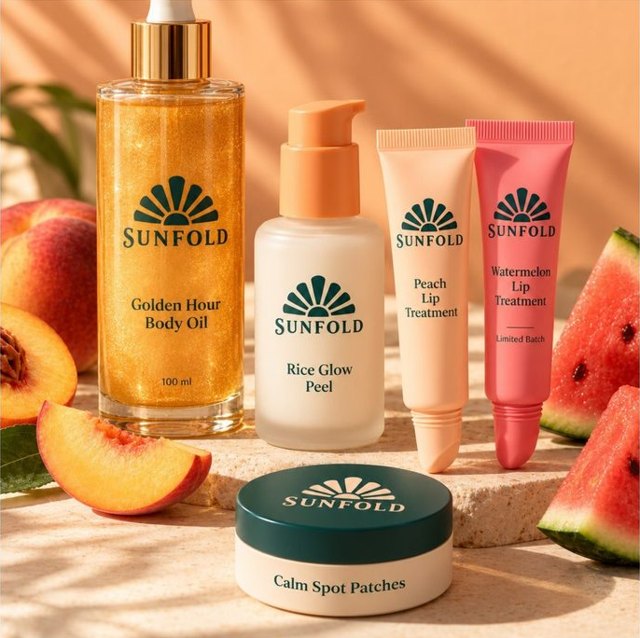 SUNFOLD
Golden Hour
Body Oil
100 ml
SUNFOLD
Rice Glow
Peel
SUNFOLD
Peach
Lip
Treatment
SUNFOLD
Watermelon
Lip
Treatment
Limited Batch
SUNFOLD
Calm Spot Patches